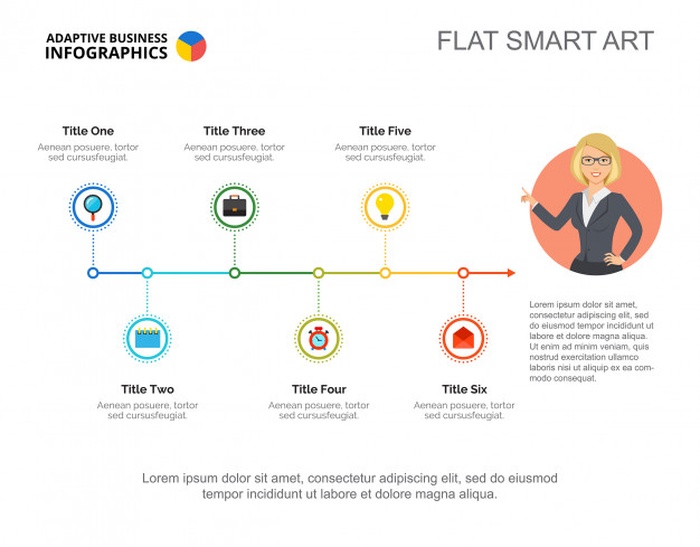 ADAPTIVE BUSINESS
INFOGRAPHICS
FLAT SMART ART
Title One
Aenean posuere, tortor
sed cursusfeugiat.
Title Three
Aenean posuere, tortor
sed cursusfeugiat.
Title Five
Aenean posuere, tortor
sed cursusfeugiat.
Title Two
Aenean posuere, tortor
sed cursusfeugiat.
Title Four
Aenean posuere, tortor
sed cursusfeugiat.
Title Six
Aenean posuere, tortor
sed cursusfeugiat.
Lorem ipsum dolor sit amet,
consectetur adipiscing elit,
sed do eiusmod tempor
incididunt ut labore et
dolore magna aliqua.
Ut enim ad minim veniam, quis
nostrud exercitation ullamco
laboris nisi ut aliquip ex ea com-
modo consequat.
Lorem ipsum dolor sit amet, consectetur adipiscing elit, sed do eiusmod
tempor incididunt ut labore et dolore magna aliqua.